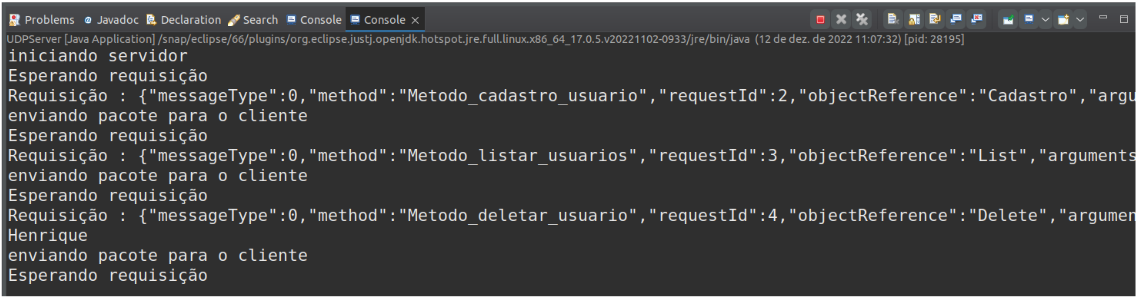 Problems Javadoc Declaration Search Console Console
UDPServer [Java Application] /snap/eclipse/66/plugins/org.eclipse.justj.openjdk.hotspot.jre.full.linux.x86_64_17.0.5.v20221102-0933/jre/bin/java (12 de dez. de 2022 11:07:32) [pid: 28195]
iniciando servidor
Esperando requisição
Requisição : {"messageType":0,"method":"Metodo_cadastro_usuario","requestId":2,"objectReference":"Cadastro","argu
enviando pacote para o cliente
Esperando requisição
Requisição : {"messageType":0,"method":"Metodo_listar_usuarios","requestId":3,"objectReference":"List","arguments
enviando pacote para o cliente
Esperando requisição
Requisição : {"messageType":0,"method":"Metodo_deletar_usuario","requestId":4,"objectReference":"Delete","argumen
Henrique
enviando pacote para o cliente
Esperando requisição